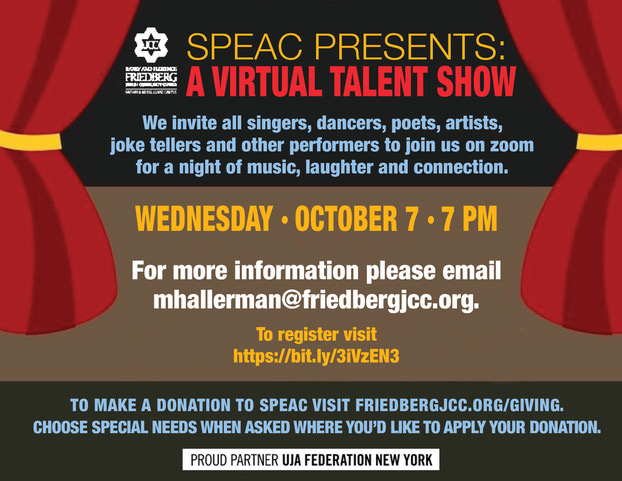 JCC
SPEAC PRESENTS:
FRIEDBERG
A VIRTUAL TALENT SHOW
We invite all singers, dancers, poets, artists,
joke tellers and other performers to join us on zoom
for a night of music, laughter and connection.
WEDNESDAY • OCTOBER 7 • 7 PM
For more information please email
mhallerman@friedbergjcc.org.
To register visit
https://bit.ly/3iVzEN3
TO MAKE A DONATION TO SPEAC VISIT FRIEDBERGJCC.ORG/GIVING.
CHOOSE SPECIAL NEEDS WHEN ASKED WHERE YOU'D LIKE TO APPLY YOUR DONATION.
PROUD PARTNER UJA FEDERATION NEW YORK